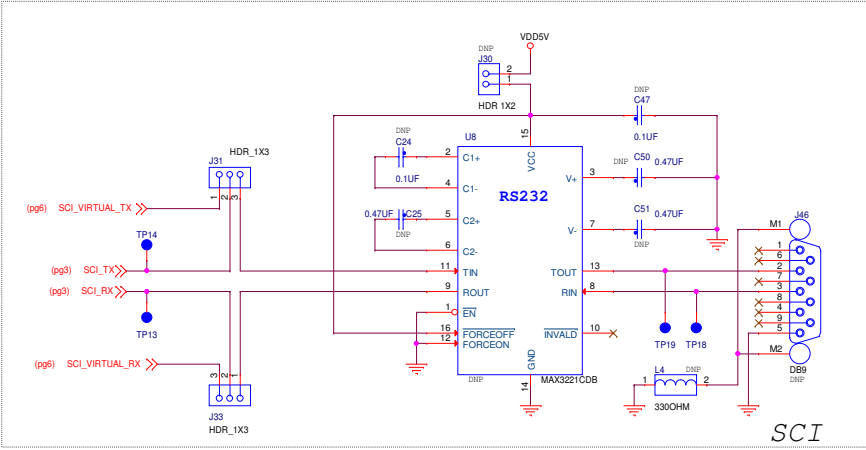 VDD5V
DNP
J30
2
1
HDR 1X2
DNP
C47
0.1UF
U8
15
VCC
DNP
C24
2
C1+
0.1UF
4
C1-
RS232
3
V+
DNP
C50
0.47UF
HDR_1X3
J31
1
2
3
(pg6) SCI_VIRTUAL_TX
0.47UF
C25
DNP
5
C2+
6
C2-
7
V-
C51
0.47UF
DNP
TP14
(pg3) SCI_TX
11
TIN
TOUT
13
(pg3) SCI_RX
9
ROUT
RIN
8
TP13
1
EN
16
FORCEOFF
12
FORCEON
INVALD
10
TP19
TP18
GND
14
DNP
MAX3221CDB
J46
M1
1
6
2
7
3
8
4
9
5
M2
DB9
DNP
(pg6) SCI_VIRTUAL_RX
3
2
1
J33
HDR_1X3
L4
DNP
1
2
330OHM
SCI